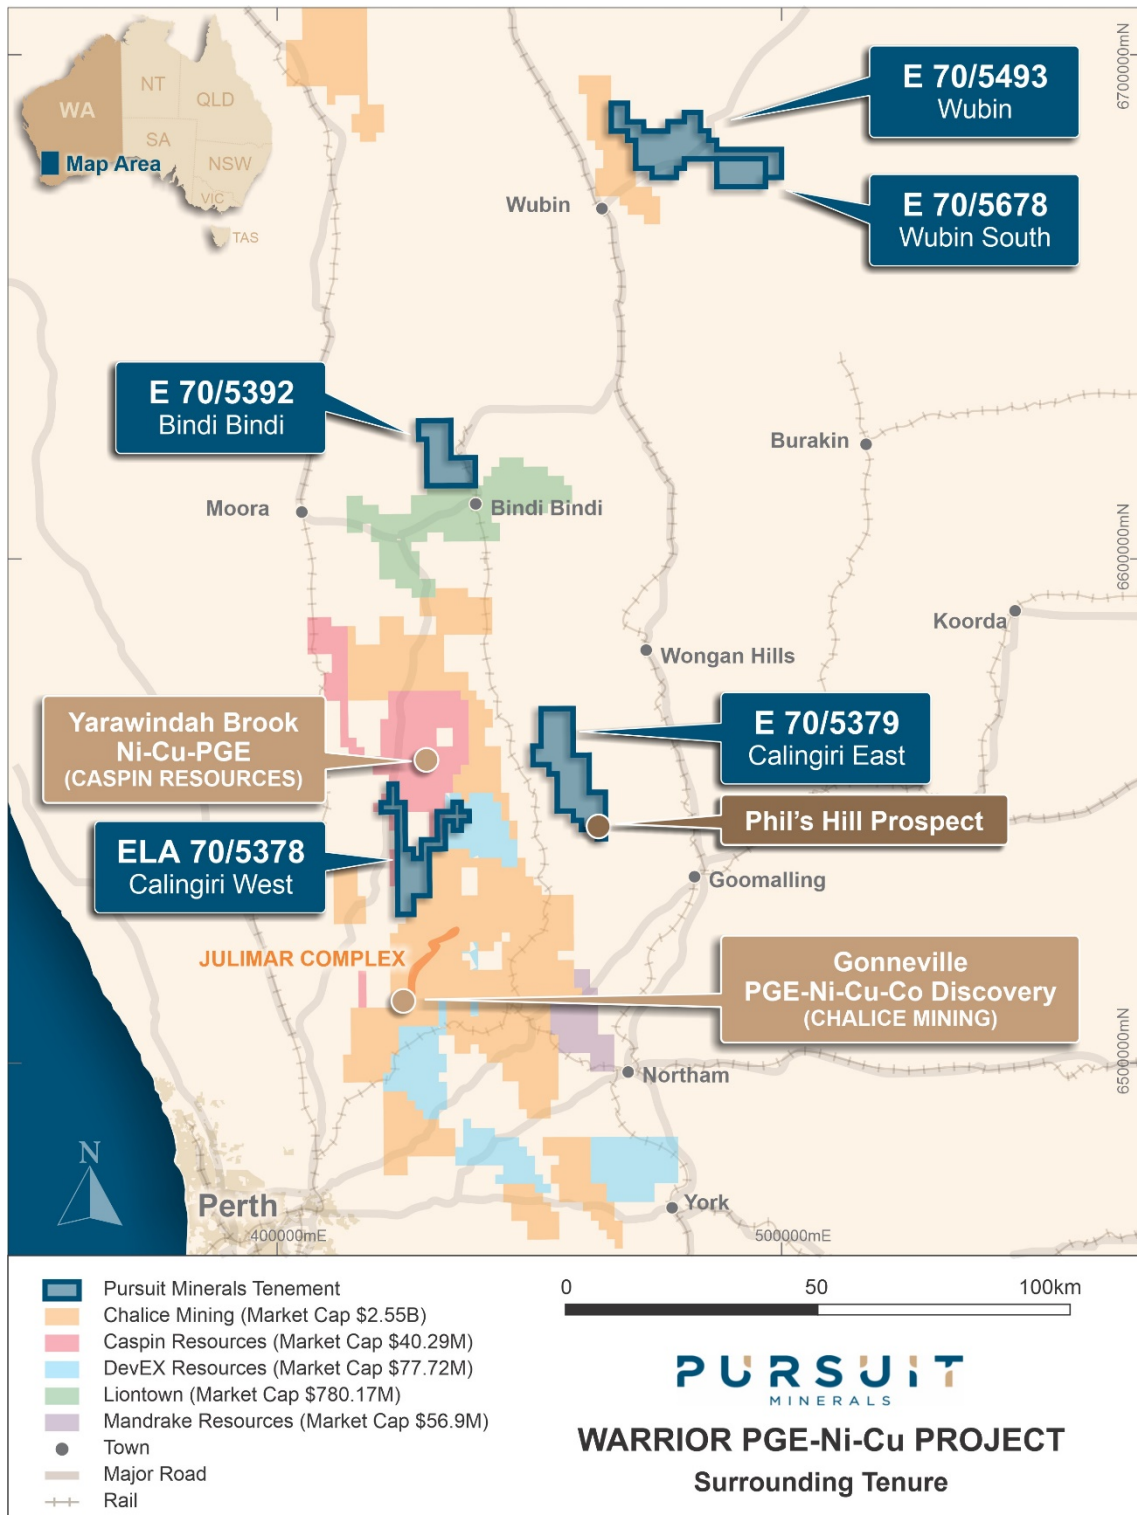 WA
NT
QLD
SA
NSW
VIC
TAS
Map Area
6700000mN
E 70/5493
Wubin
Wubin
E 70/5678
Wubin South
E 70/5392
Bindi Bindi
Burakin
Moora
Bindi Bindi
6600000mN
Koorda
Wongan Hills
Yarawindah Brook
Ni-Cu-PGE
(CASPIN RESOURCES)
E 70/5379
Calingiri East
Phil's Hill Prospect
ELA 70/5378
Calingiri West
Goomalling
JULIMAR COMPLEX
Gonneville
PGE-Ni-Cu-Co Discovery
(CHALICE MINING)
6500000mN
Northam
N
Perth
York
400000mE
500000mE
Pursuit Minerals Tenement
Chalice Mining (Market Cap $2.55B)
Caspin Resources (Market Cap $40.29M)
DevEX Resources (Market Cap $77.72M)
Liontown (Market Cap $780.17M)
Mandrake Resources (Market Cap $56.9M)
Town
Major Road
Rail
0 50 100km
PURSUIT
MINERALS
WARRIOR PGE-Ni-Cu PROJECT
Surrounding Tenure